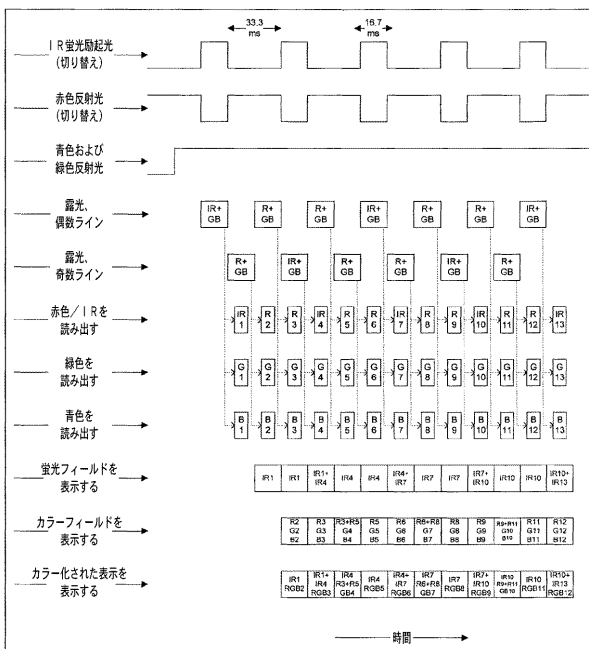 33.3
ms
16.7
ms
IR蛍光励起光
(切り替え)
赤色反射光
(切り替え)
青色および
緑色反射光
露光、
偶数ライン
IR+
GB
R+
GB
R+
GB
IR+
GB
R+
GB
R+
GB
IR+
GB
露光、
奇数ライン
R+
GB
IR+
GB
R+
GB
R+
GB
IR+
GB
R+
GB
赤色/IRを
読み出す
IR R R IR R R IR R R IR R R IR
1 2 3 4 5 6 7 8 9 10 11 12 13
緑色を
読み出す
G G G G G G G G G G G G G
1 2 3 4 5 6 7 8 9 10 11 12 13
青色を
読み出す
B B B B B B B B B B B B B
1 2 3 4 5 6 7 8 9 10 11 12 13
蛍光フィールドを
表示する
IR1 IR1 IR1+ IR4 IR4 IR4 IR4+ IR7 IR7 IR7 IR7+ IR10 IR10 IR10 IR10+ IR13
カラーフィールドを
表示する
R2 R3 R3+R5 R5 R6 R6+R8 R8 R9 R9+R11 R11 R12
G2 G3 G4 G5 G6 G7 G8 G9 G10 G11 G12
B2 B3 B4 B5 B6 B7 B8 B9 B10 B11 B12
カラー化された表示を
表示する
IR1 RGB2
IR1+ IR4 RGB3
IR4 R3+R5 GB4
IR4 RGB5
IR4+ IR7 RGB6
IR7 R6+R8 GB7
IR7 RGB8
IR7+ IR10 RGB9
IR10 R9+R11 GB10
IR10 RGB11
IR10+ IR13 RGB12
時間